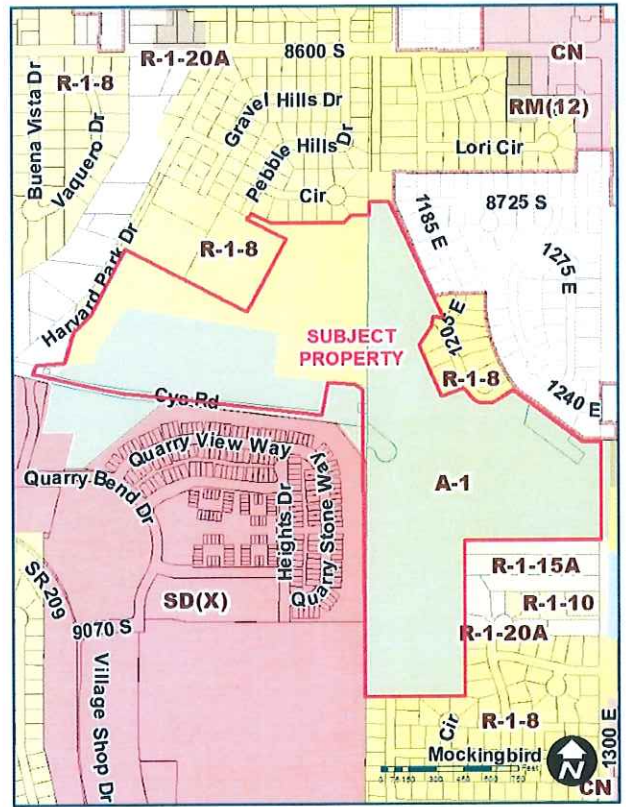 8600 S
CN
R-1-20A
R-1-8
Buena Vista Dr
Vaquero Dr
Gravel Hills Dr
Pebble Hills Dr
Cir
RM(12)
Lori Cir
8725 S
1185 E
1275 E
Harvard Park Dr
R-1-8
SUBJECT
PROPERTY
1205 E
R-1-8
1240 E
Cys Rd
Quarry View Way
Quarry Bend Dr
Heights Dr
Quarry Stone Way
A-1
R-1-15A
R-1-10
R-1-20A
SR 209
SD(X)
9070 S
Village Shop Dr
R-1-8
Cir
Mockingbird
1300 E
Feet
N
CN